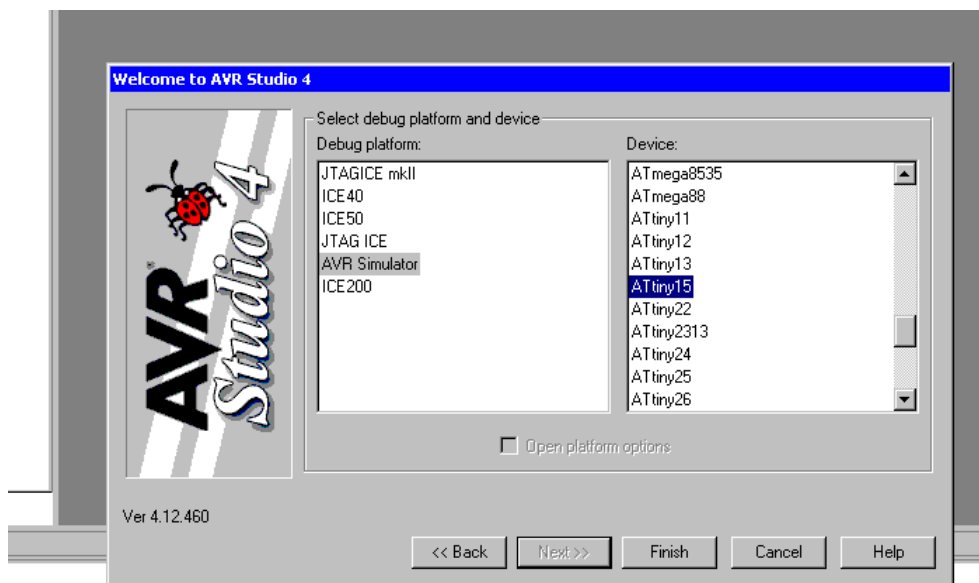 Welcome to AVR Studio 4
AVR®
Studio 4
Select debug platform and device
Debug platform:
JTAGICE mkII
ICE40
ICE50
JTAG ICE
AVR Simulator
ICE200
Device:
ATmega8535
ATmega88
ATtiny11
ATtiny12
ATtiny13
ATtiny15
ATtiny22
ATtiny2313
ATtiny24
ATtiny25
ATtiny26
Open platform options
Ver 4.12.460
<< Back
Next >>
Finish
Cancel
Help